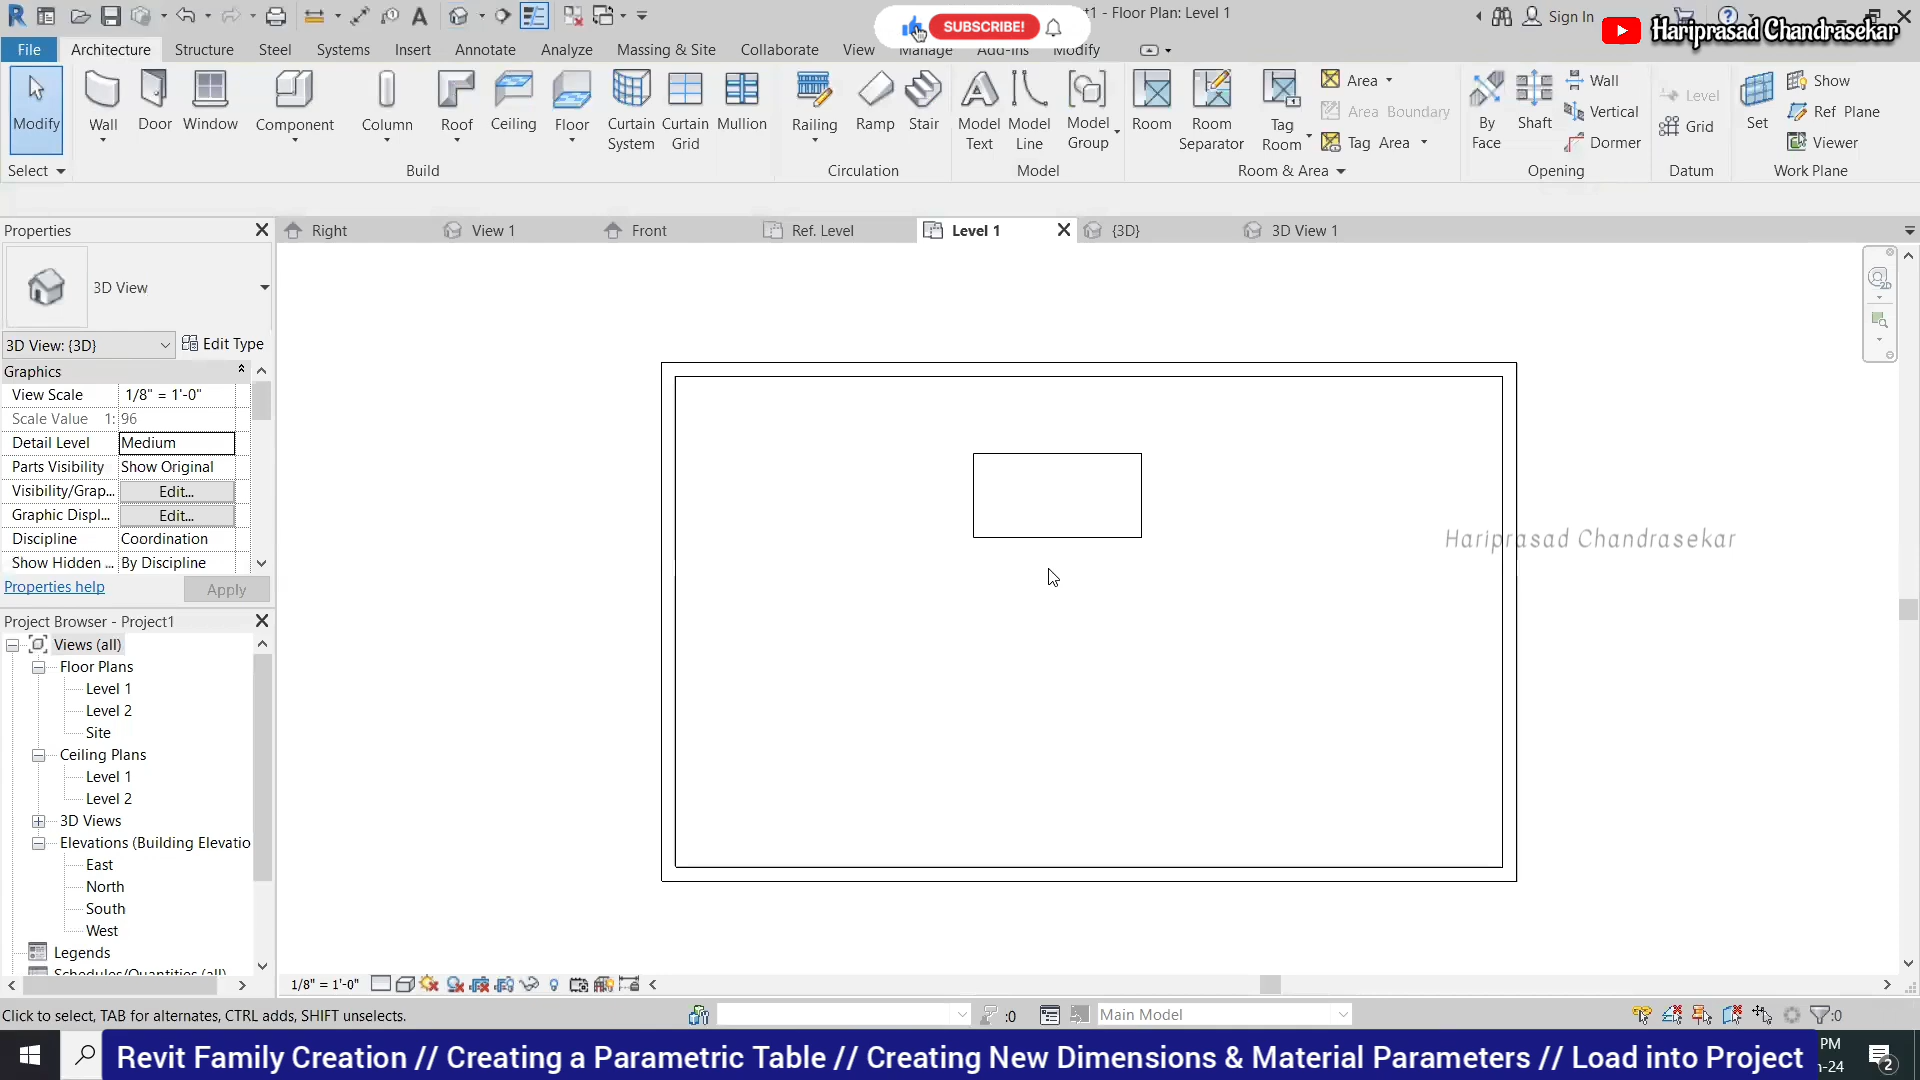 SUBSCRIBE!
t1 - Floor Plan: Level 1
Sign In
Hariprasad Chandrasekar
File Architecture Structure Steel Systems Insert Annotate Analyze Massing & Site Collaborate View Manage Add-Ins Modify
Modify
Wall
Door
Window
Component
Column
Roof
Ceiling
Floor
Curtain System
Curtain Grid
Mullion
Railing
Ramp
Stair
Model Text
Model Line
Model Group
Room
Room Separator
Tag Room
Area
Area Boundary
Tag Area
By Face
Shaft
Wall
Vertical
Dormer
Level
Grid
Set
Show
Ref Plane
Viewer
Select Build Circulation Model Room & Area Opening Datum Work Plane
Properties
Right View 1 Front Ref. Level Level 1 {3D} 3D View 1
3D View
3D View: {3D} Edit Type
Graphics
View Scale 1/8" = 1'-0"
Scale Value 1: 96
Detail Level Medium
Parts Visibility Show Original
Visibility/Grap... Edit...
Graphic Displ... Edit...
Discipline Coordination
Show Hidden ... By Discipline
Properties help Apply
Hariprasad Chandrasekar
Project Browser - Project1
Views (all)
Floor Plans
Level 1
Level 2
Site
Ceiling Plans
Level 1
Level 2
3D Views
Elevations (Building Elevatio
East
North
South
West
Legends
Schedules/Quantities (all)
1/8" = 1'-0"
Click to select, TAB for alternates, CTRL adds, SHIFT unselects.
:0
Main Model
:0
Revit Family Creation // Creating a Parametric Table // Creating New Dimensions & Material Parameters // Load into Project
PM
-24
2